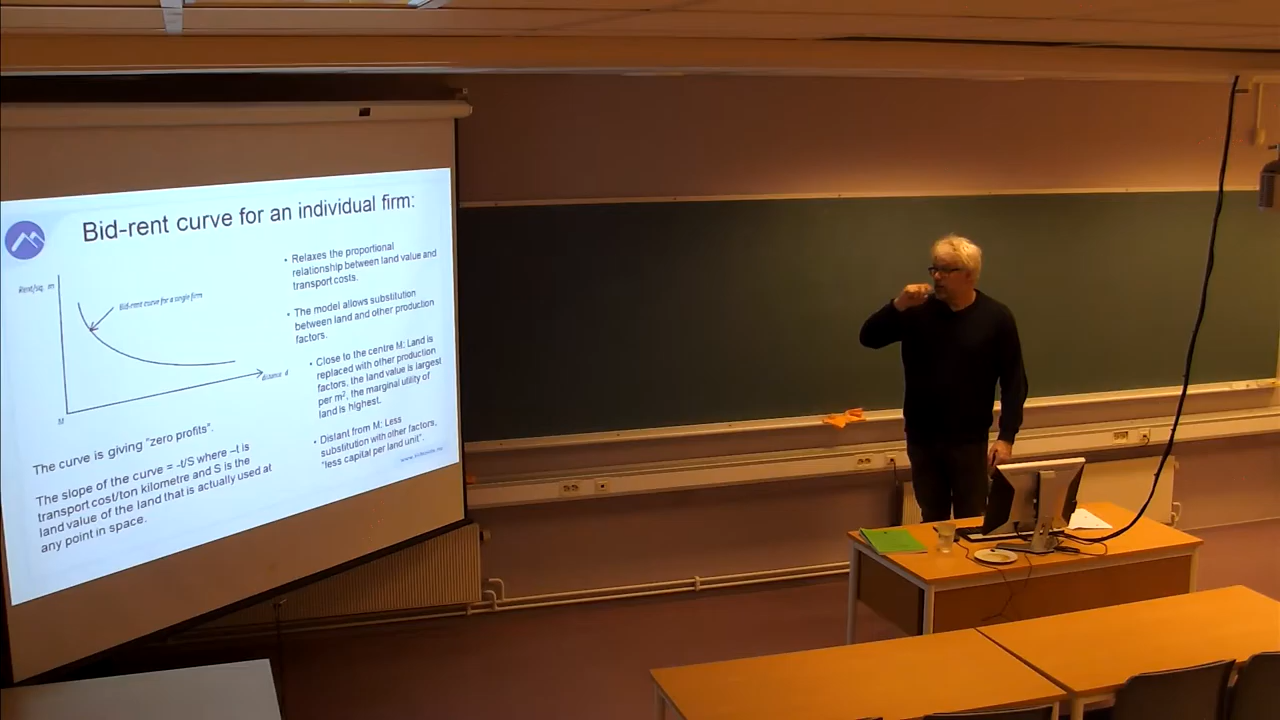 Bid-rent curve for an individual firm:
Rent/sq. m
Bid-rent curve for a single firm
distance d
M
The curve is giving "zero profits".
The slope of the curve = -t/S where –t is
transport cost/ton kilometre and S is the
land value of the land that is actually used at
any point in space.
• Relaxes the proportional
relationship between land value and
transport costs.
• The model allows substitution
between land and other production
factors.
• Close to the centre M: Land is
replaced with other production
factors, the land value is largest
per m², the marginal utility of
land is highest.
• Distant from M: Less
substitution with other factors,
"less capital per land unit".